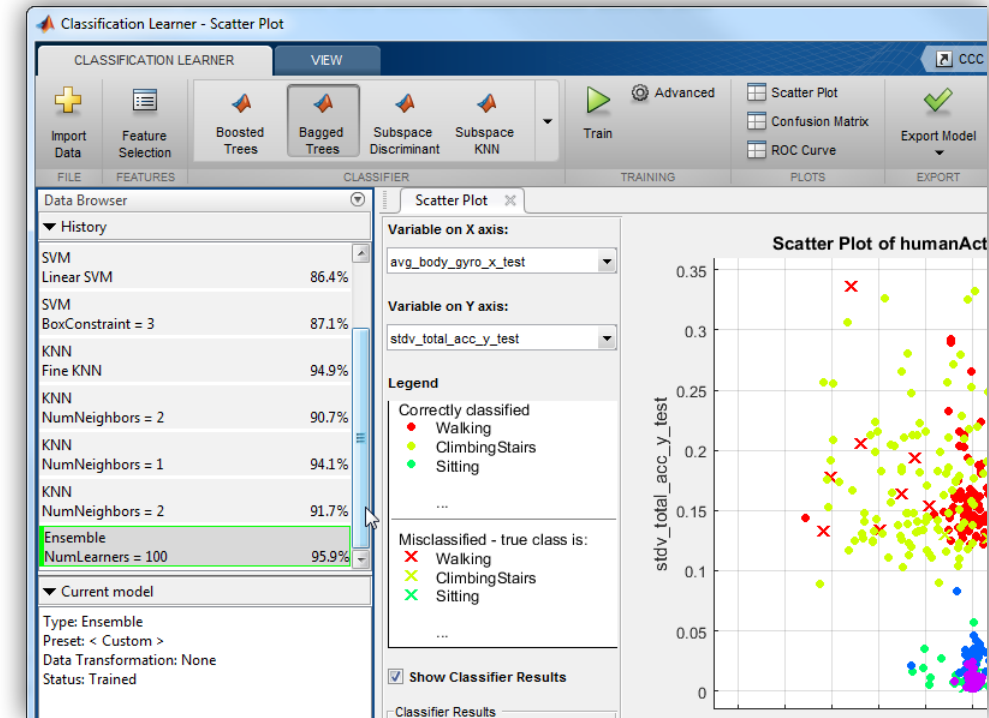 Classification Learner - Scatter Plot
CLASSIFICATION LEARNER
VIEW
CCC
Import Data
Feature Selection
Boosted Trees
Bagged Trees
Subspace Discriminant
Subspace KNN
Train
Advanced
Scatter Plot
Confusion Matrix
ROC Curve
Export Model
FILE
FEATURES
CLASSIFIER
TRAINING
PLOTS
EXPORT
Data Browser
History
SVM
Linear SVM 86.4%
SVM
BoxConstraint = 3 87.1%
KNN
Fine KNN 94.9%
KNN
NumNeighbors = 2 90.7%
KNN
NumNeighbors = 1 94.1%
KNN
NumNeighbors = 2 91.7%
Ensemble
NumLearners = 100 95.9%
Current model
Type: Ensemble
Preset: < Custom >
Data Transformation: None
Status: Trained
Scatter Plot
Variable on X axis:
avg_body_gyro_x_test
Variable on Y axis:
stdv_total_acc_y_test
Legend
Correctly classified
Walking
ClimbingStairs
Sitting
...
Misclassified - true class is:
Walking
ClimbingStairs
Sitting
...
Show Classifier Results
Classifier Results
Scatter Plot of humanAct
stdv_total_acc_y_test
0.35
0.3
0.25
0.2
0.15
0.1
0.05
0